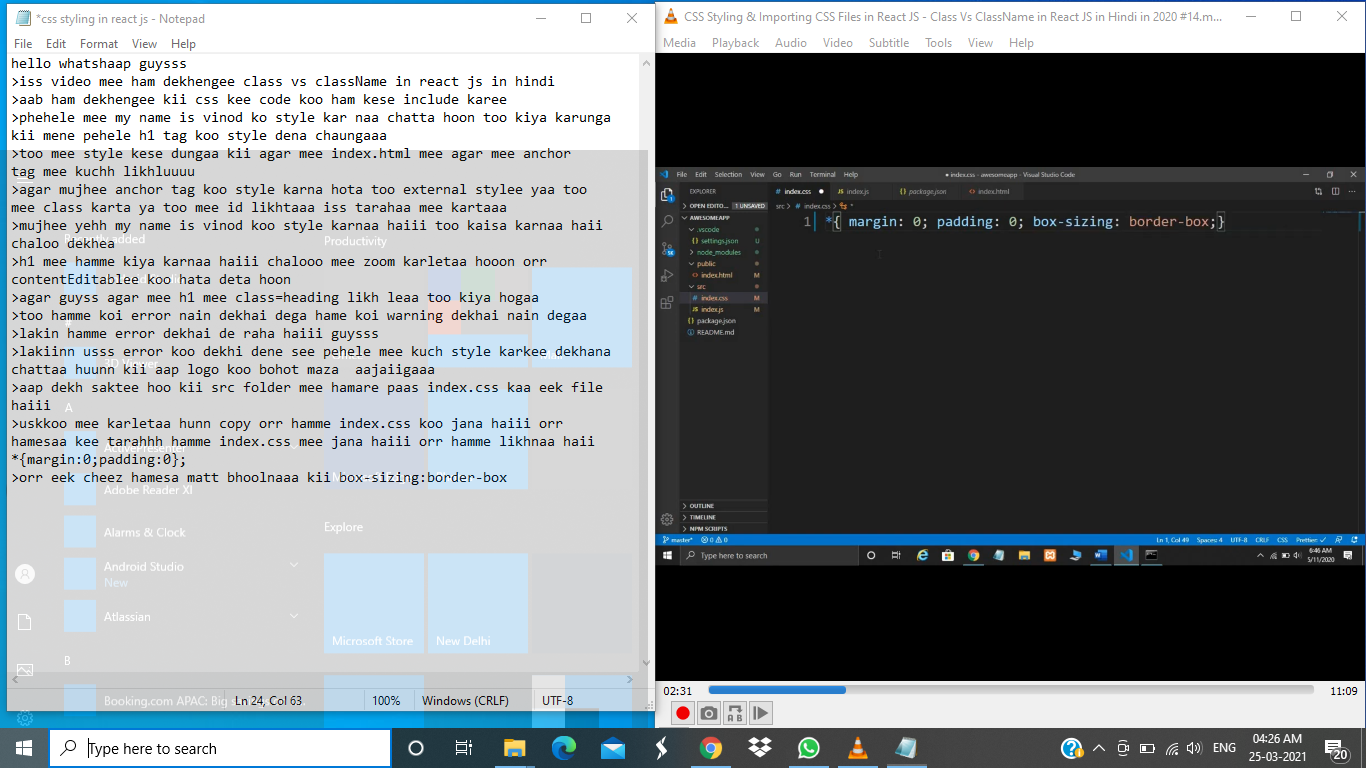 *css styling in react js - Notepad
File Edit Format View Help
hello whatshaap guysss
>iss video mee ham dekhengee class vs className in react js in hindi
>aab ham dekhengee kii css kee code koo ham kese include karee
>phehele mee my name is vinod ko style kar naa chatta hoon too kiya karunga
kii mene pehele h1 tag koo style dena chaungaaa
>too mee style kese dungaa kii agar mee index.html mee agar mee anchor
tag mee kuchh likhluuuu
>agar mujhee anchor tag koo style karna hota too external stylee yaa too
mee class karta ya too mee id likhtaaa iss tarahaa mee kartaaa
>mujhee yehh my name is vinod koo style karnaa haiii too kaisa karnaa haii
chaloo dekhea
>h1 mee hamme kiya karnaa haiii chalooo mee zoom karletaa hooon orr
contentEditablee koo hata deta hoon
>agar guyss agar mee h1 mee class=heading likh leaa too kiya hogaa
>too hamme koi error nain dekhai dega hame koi warning dekhai nain degaa
>lakin hamme error dekhai de raha haiii guysss
>lakiinn usss error koo dekhi dene see pehele mee kuch style karkee dekhana
chattaa huunn kii aap logo koo bohot maza  aajaiigaaa
>aap dekh saktee hoo kii src folder mee hamare paas index.css kaa eek file
haiii
>uskkoo mee karletaa hunn copy orr hamme index.css koo jana haiii orr
hamesaa kee tarahhh hamme index.css mee jana haiii orr hamme likhnaa haii
*{margin:0;padding:0};
>orr eek cheez hamesa matt bhoolnaaa kii box-sizing:border-box
added
Productivity
3D Viewer
A
ActivePresenter
Adobe Reader XI
Alarms & Clock
Explore
Android Studio
New
Atlassian
Microsoft Store
New Delhi
B
Booking.com APAC: Big
Ln 24, Col 63
100%
Windows (CRLF)
UTF-8
CSS Styling & Importing CSS Files in React JS - Class Vs ClassName in React JS in Hindi in 2020 #14.m...
Media Playback Audio Video Subtitle Tools View Help
File Edit Selection View Go Run Terminal Help
● index.css - awesomeapp - Visual Studio Code
EXPLORER
# index.css ●
JS index.js
{} package.json
<> index.html
OPEN EDITO... 1 UNSAVED
src > # index.css >
AWESOMEAPP
1 *{ margin: 0; padding: 0; box-sizing: border-box;}
.vscode
{} settings.json U
node_modules
public
<> index.html M
src
# index.css M
JS index.js M
{} package.json
README.md
OUTLINE
TIMELINE
NPM SCRIPTS
master*
0 0
Ln 1, Col 49 Spaces: 4 UTF-8 CRLF CSS Prettier: ✓
Type here to search
6:46 AM
5/11/2020
02:31
11:09
Type here to search
ENG
04:26 AM
25-03-2021
20